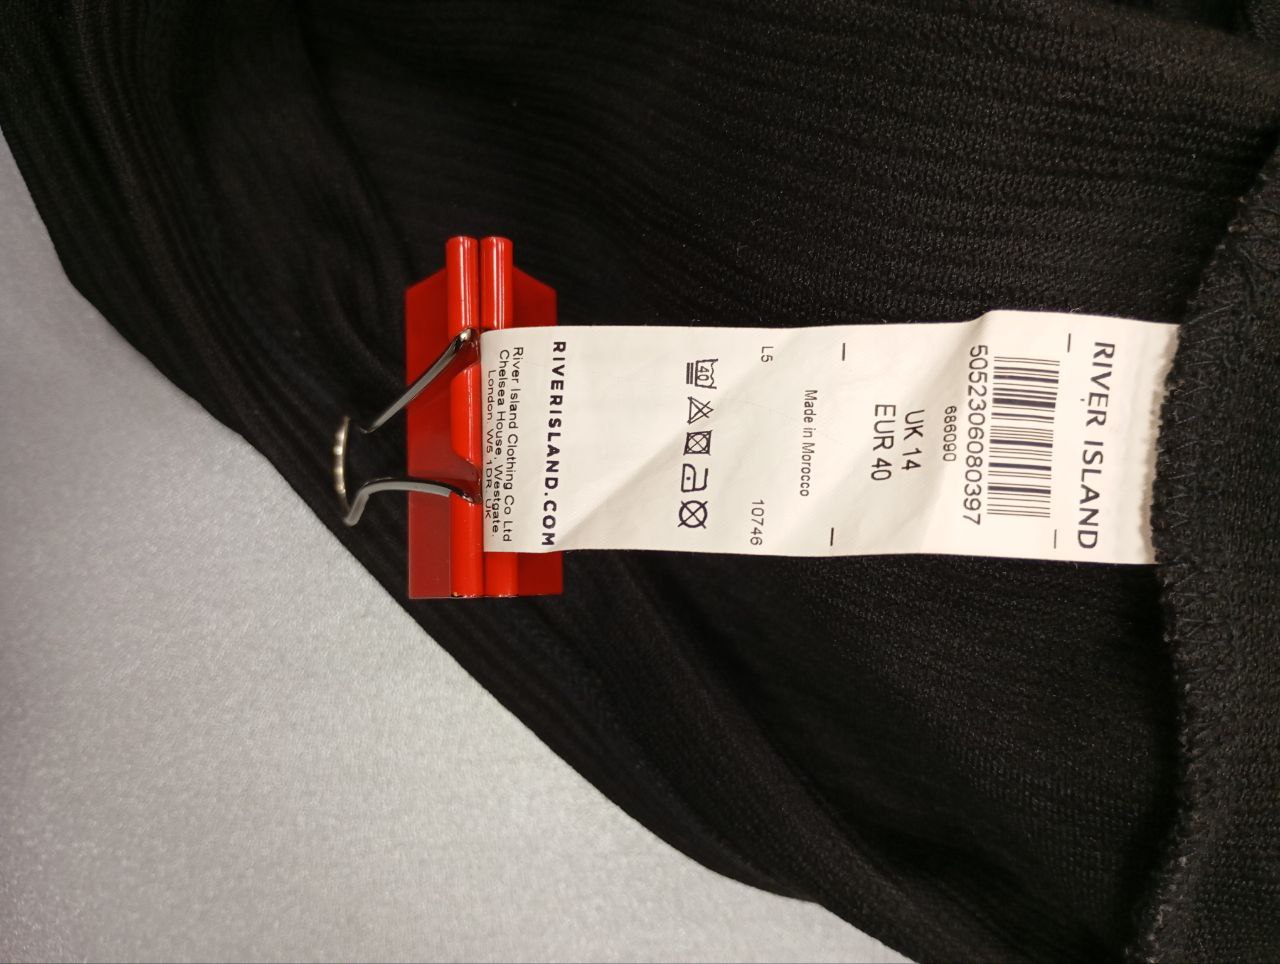 RIVER ISLAND
5052306080397
686090
UK 14
EUR 40
Made in Morocco
L5 10746
40
RIVERISLAND.COM
River Island Clothing Co Ltd
Chelsea House, Westgate,
London W5 1DR UK